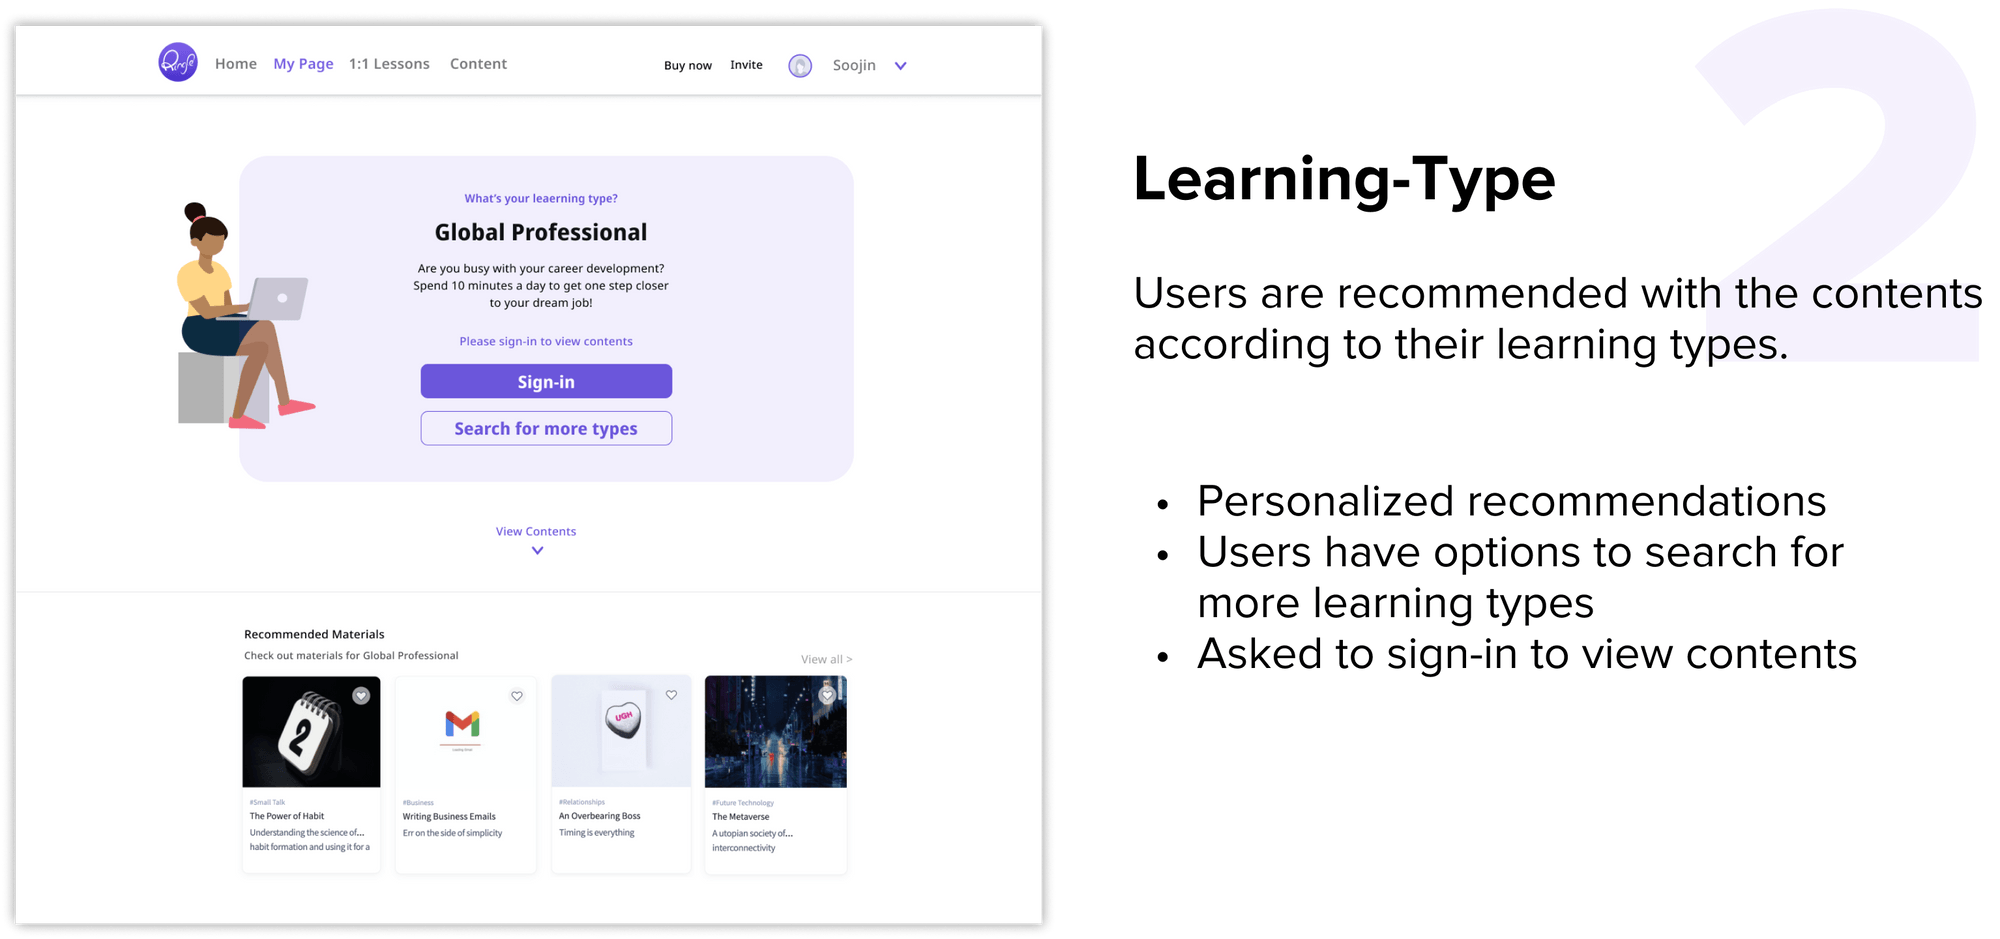 Ringle
Home My Page 1:1 Lessons Content
Buy now Invite Soojin
What's your leaerning type?
Global Professional
Are you busy with your career development?
Spend 10 minutes a day to get one step closer
to your dream job!
Please sign-in to view contents
Sign-in
Search for more types
View Contents
Recommended Materials
Check out materials for Global Professional
View all >
2
UGH
#Small Talk
The Power of Habit
Understanding the science of...
habit formation and using it for a
#Business
Writing Business Emails
Err on the side of simplicity
#Relationships
An Overbearing Boss
Timing is everything
#Future Technology
The Metaverse
A utopian society of...
interconnectivity
2
Learning-Type
Users are recommended with the contents
according to their learning types.
• Personalized recommendations
• Users have options to search for
more learning types
• Asked to sign-in to view contents